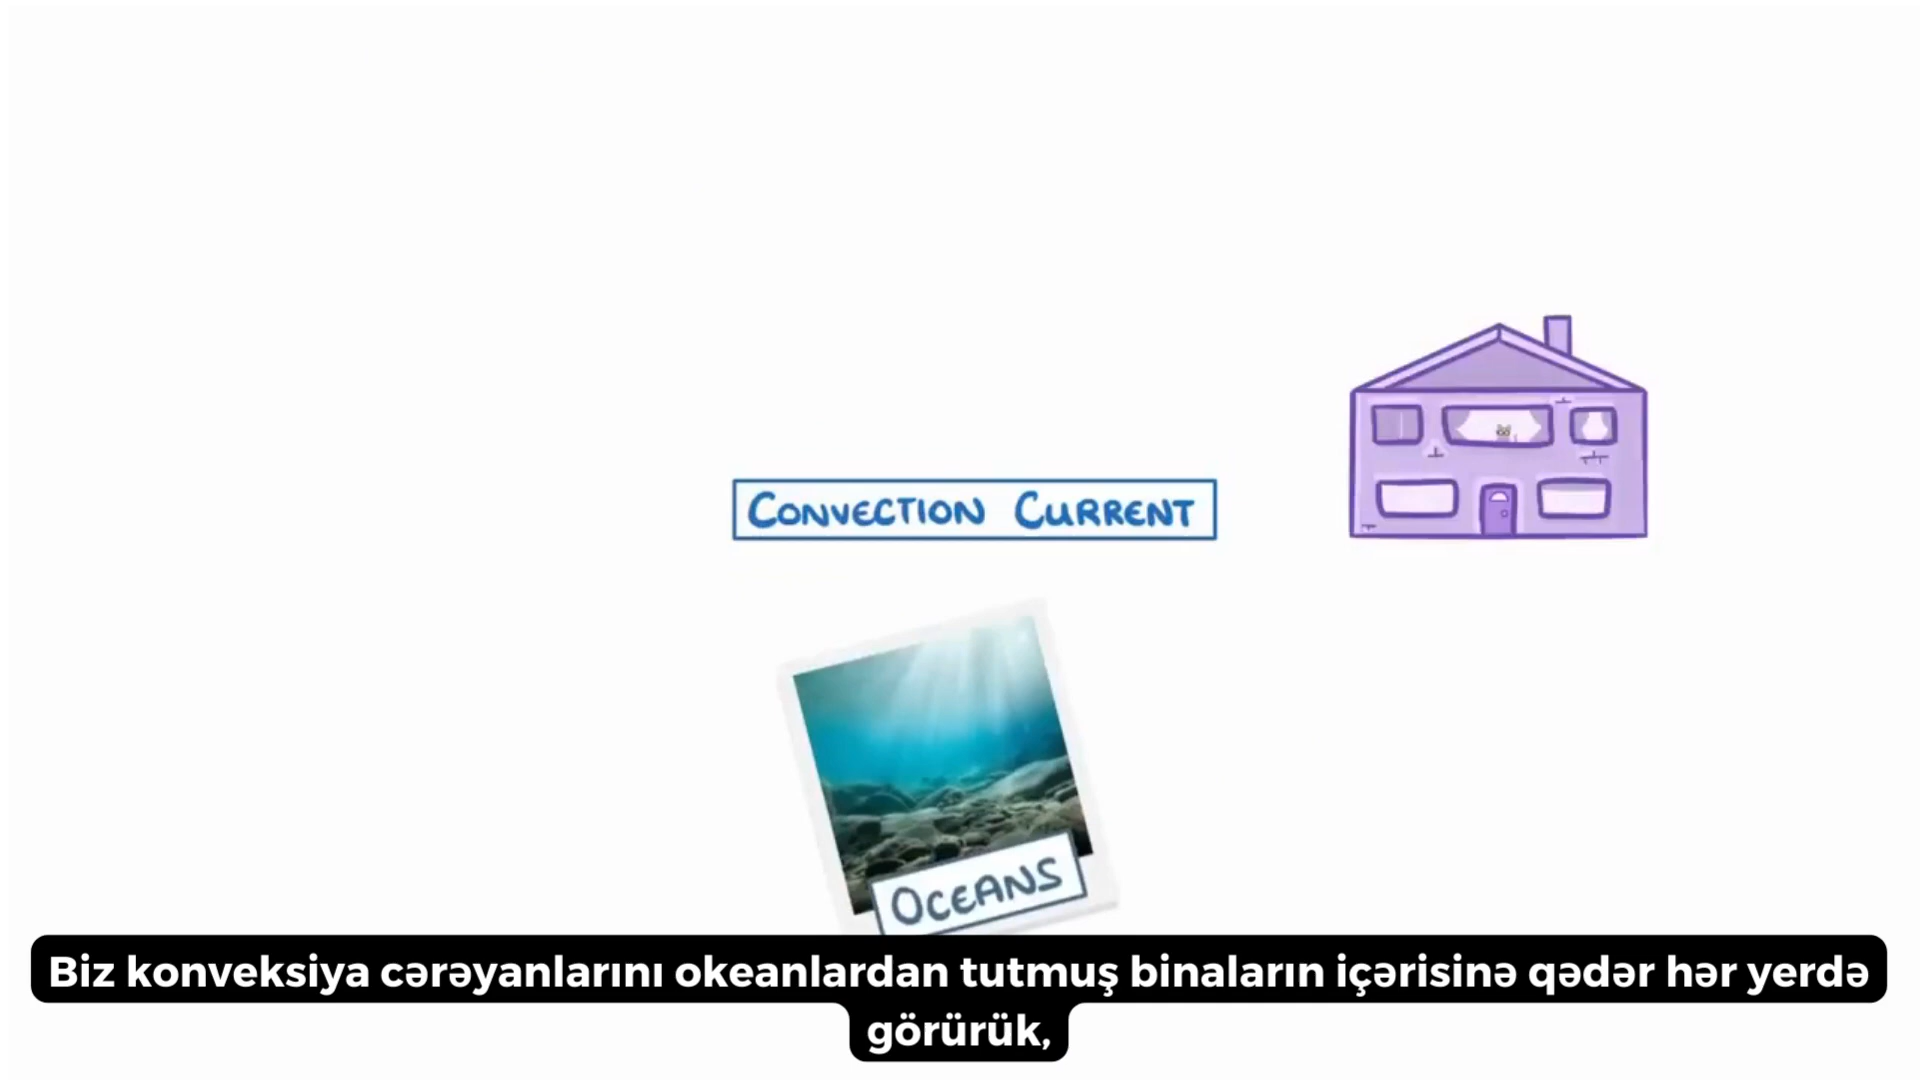 CONVECTION CURRENT
OCEANS
Biz konveksiya cərəyanlarını okeanlardan tutmuş binaların içərisinə qədər hər yerdə
görürük,